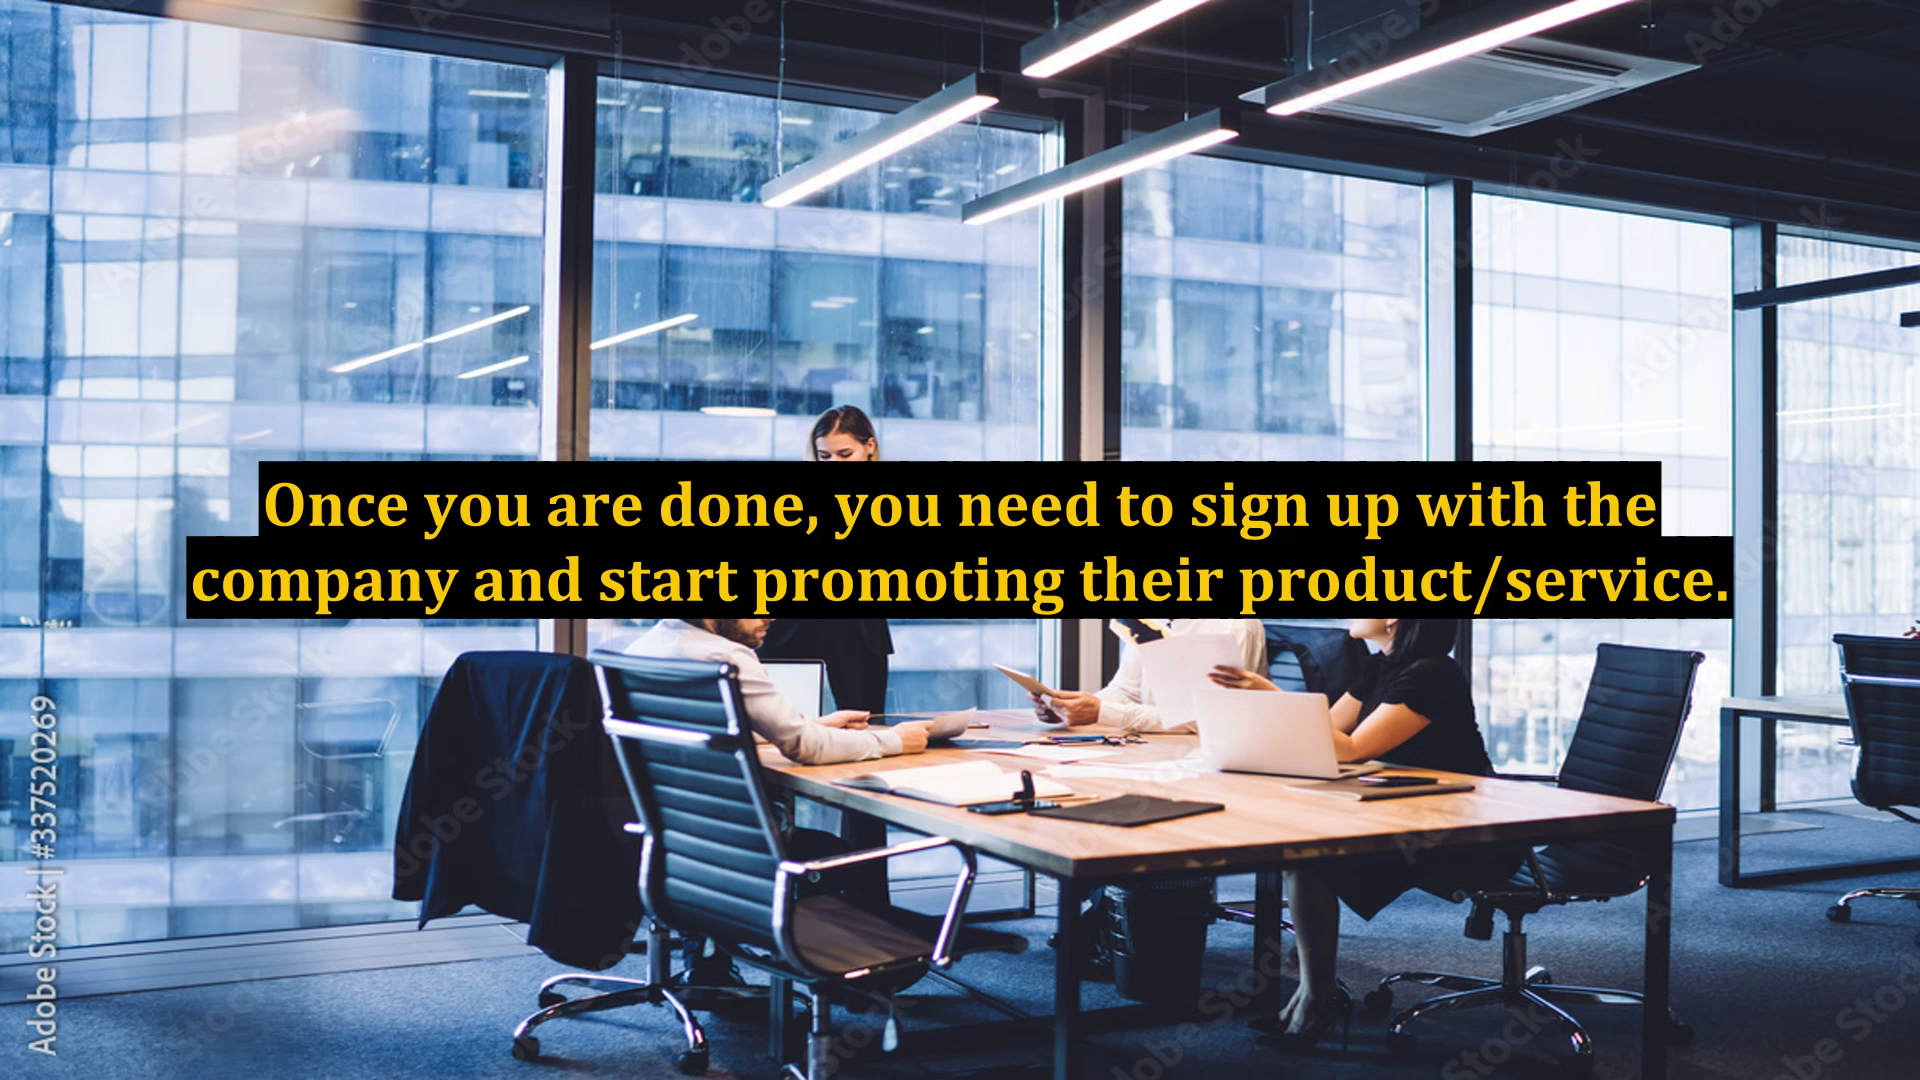 Once you are done, you need to sign up with the
company and start promoting their product/service.
Adobe Stock | #337520269